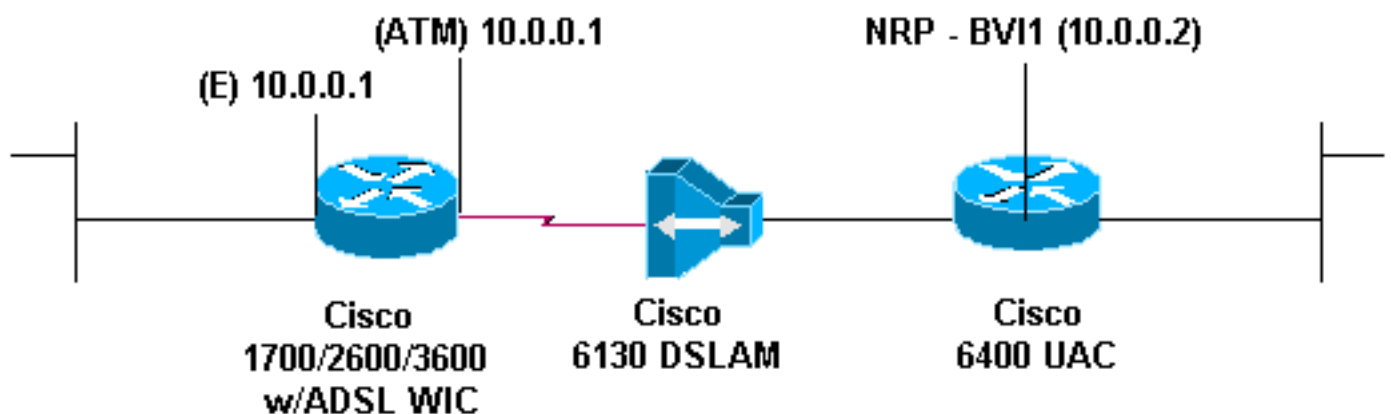 (ATM) 10.0.0.1
NRP - BVI1 (10.0.0.2)
(E) 10.0.0.1
Cisco
1700/2600/3600
w/ADSL WIC
Cisco
6130 DSLAM
Cisco
6400 UAC